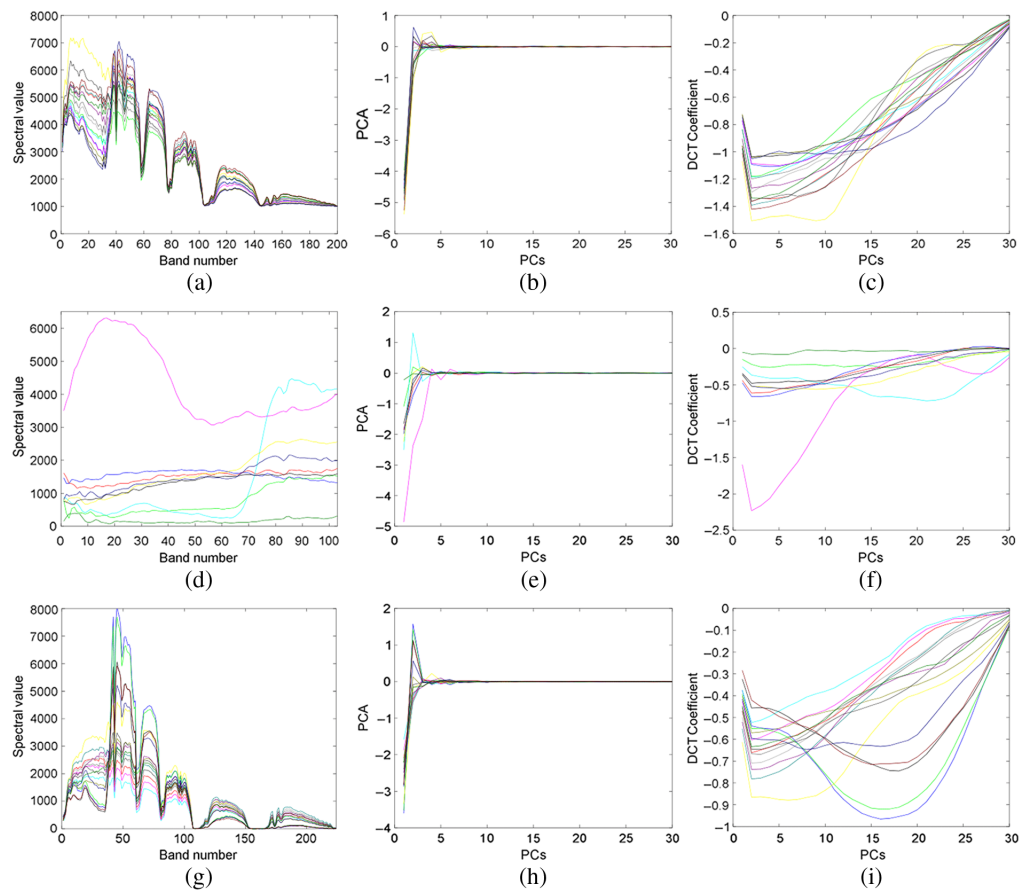 8000
7000
6000
5000
4000
3000
2000
1000
0
Spectral value
0 20 40 60 80 100 120 140 160 180 200
Band number
(a)
1
0
−1
−2
−3
−4
−5
−6
PCA
0 5 10 15 20 25 30
PCs
(b)
0
−0.2
−0.4
−0.6
−0.8
−1
−1.2
−1.4
−1.6
DCT Coefficient
0 5 10 15 20 25 30
PCs
(c)
6000
5000
4000
3000
2000
1000
0
Spectral value
0 10 20 30 40 50 60 70 80 90 100
Band number
(d)
2
1
0
−1
−2
−3
−4
−5
PCA
0 5 10 15 20 25 30
PCs
(e)
0.5
0
−0.5
−1
−1.5
−2
−2.5
DCT Coefficient
0 5 10 15 20 25 30
PCs
(f)
8000
7000
6000
5000
4000
3000
2000
1000
0
Spectral value
0 50 100 150 200
Band number
(g)
2
1
0
−1
−2
−3
−4
PCA
0 5 10 15 20 25 30
PCs
(h)
0
−0.1
−0.2
−0.3
−0.4
−0.5
−0.6
−0.7
−0.8
−0.9
−1
DCT Coefficient
0 5 10 15 20 25 30
PCs
(i)